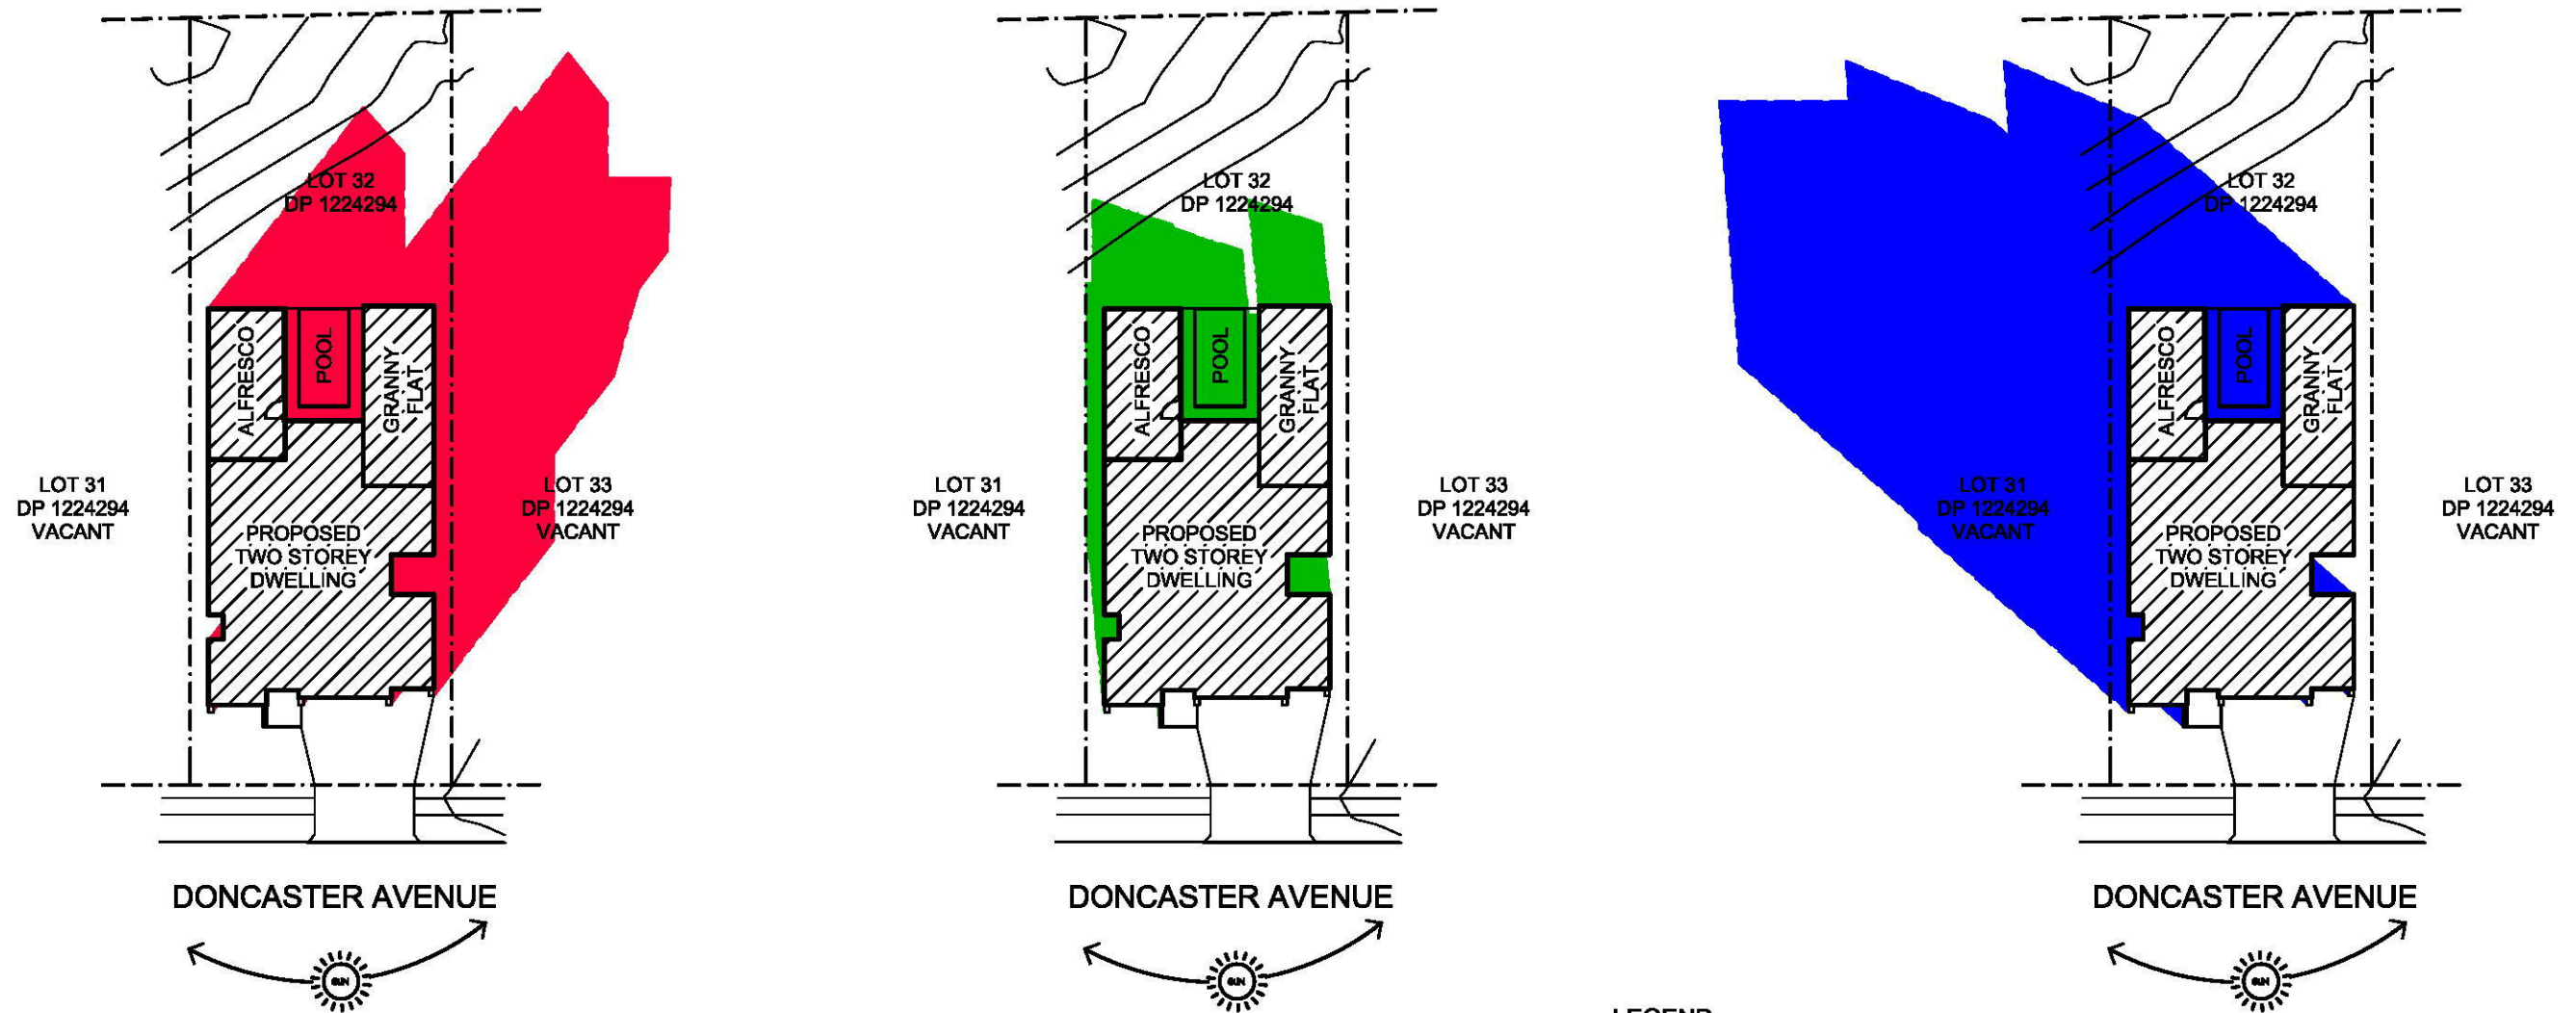 LOT 32
DP 1224294
ALFRESCO
POOL
GRANNY
FLAT
LOT 31
DP 1224294
VACANT
LOT 33
DP 1224294
VACANT
PROPOSED
TWO STOREY
DWELLING
DONCASTER AVENUE
SUN
LOT 32
DP 1224294
ALFRESCO
POOL
GRANNY
FLAT
LOT 31
DP 1224294
VACANT
LOT 33
DP 1224294
VACANT
PROPOSED
TWO STOREY
DWELLING
DONCASTER AVENUE
SUN
LOT 32
DP 1224294
ALFRESCO
POOL
GRANNY
FLAT
LOT 31
DP 1224294
VACANT
LOT 33
DP 1224294
VACANT
PROPOSED
TWO STOREY
DWELLING
DONCASTER AVENUE
SUN